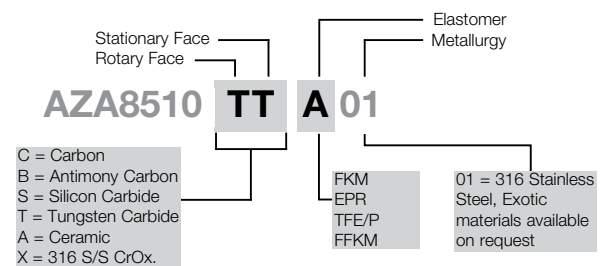 Elastomer
Stationary Face
Metallurgy
Rotary Face
AZA8510 TT A 01
C = Carbon
B = Antimony Carbon
S = Silicon Carbide
T = Tungsten Carbide
A = Ceramic
X = 316 S/S CrOx.
FKM
EPR
TFE/P
FFKM
01 = 316 Stainless
Steel, Exotic
materials available
on request